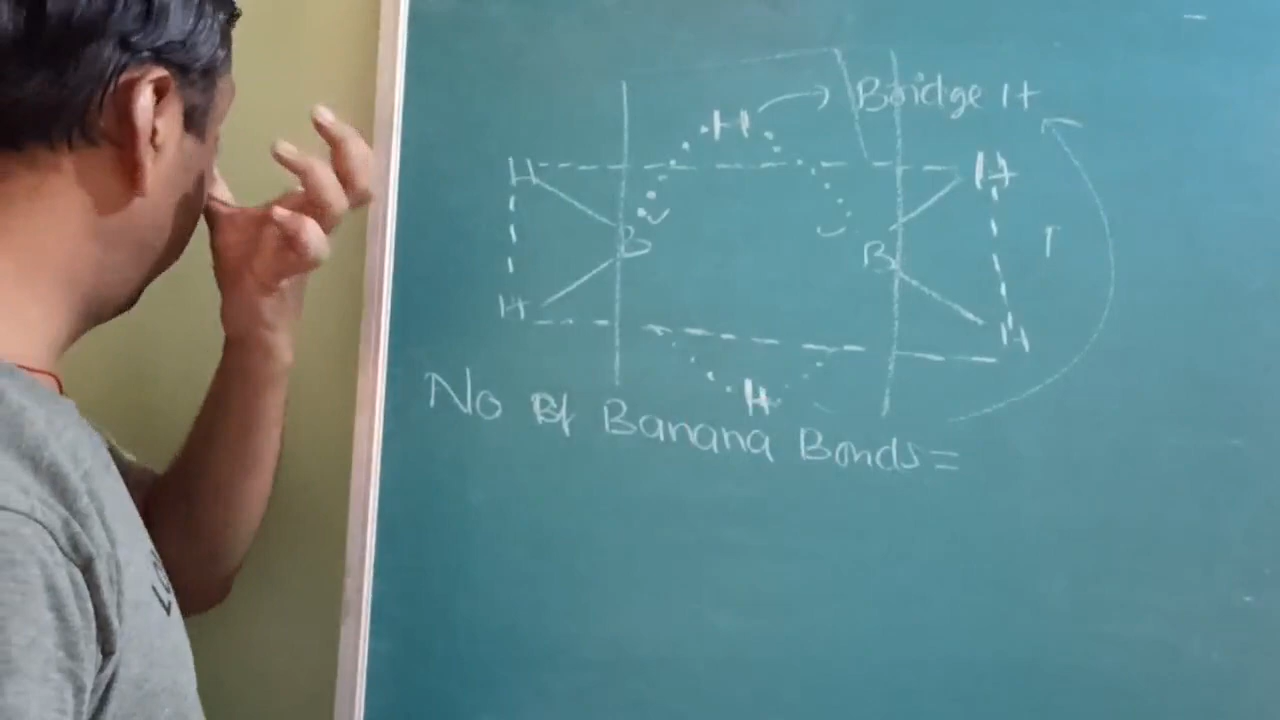 H Bridge H
H H
B B
H H
H
No Of Banana Bonds =